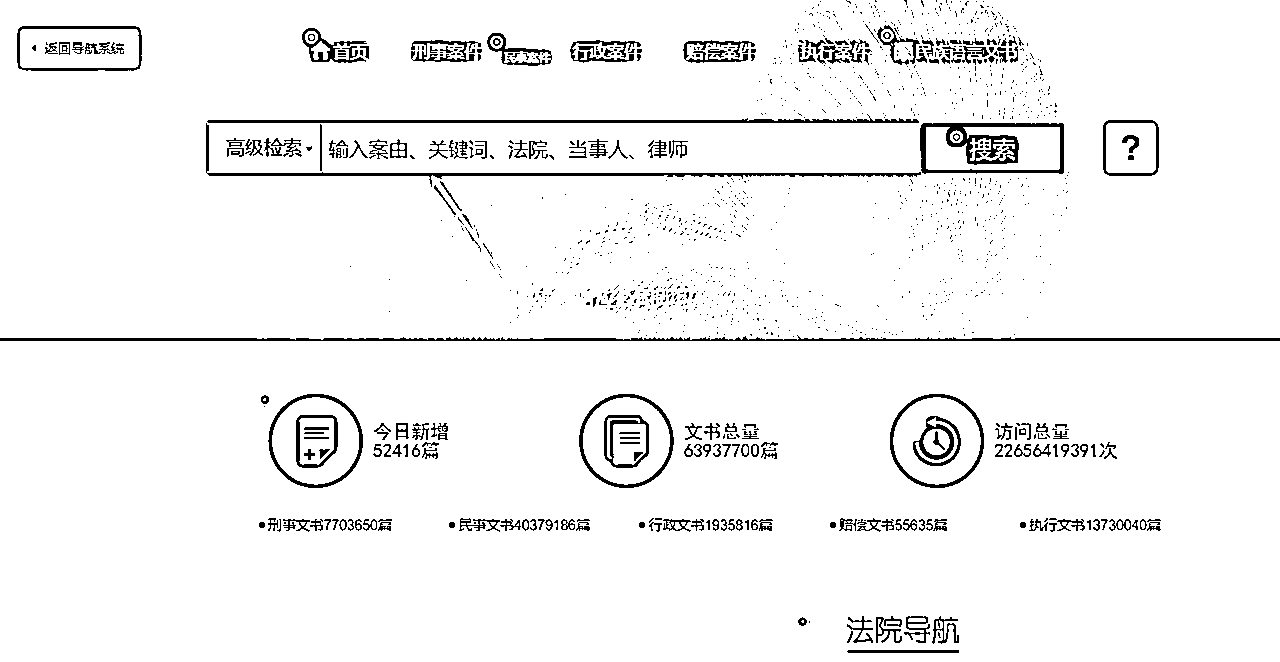 返回导航系统
首页 刑事案件 民事案件 行政案件 赔偿案件 执行案件 民族语言文书
高级检索 输入案由、关键词、法院、当事人、律师 搜索 ?
今日新增 文书总量 访问总量
52416篇 63937700篇 22656419391次
•刑事文书7703650篇 •民事文书40379186篇 •行政文书1935816篇 •赔偿文书55635篇 •执行文书13730040篇
法院导航